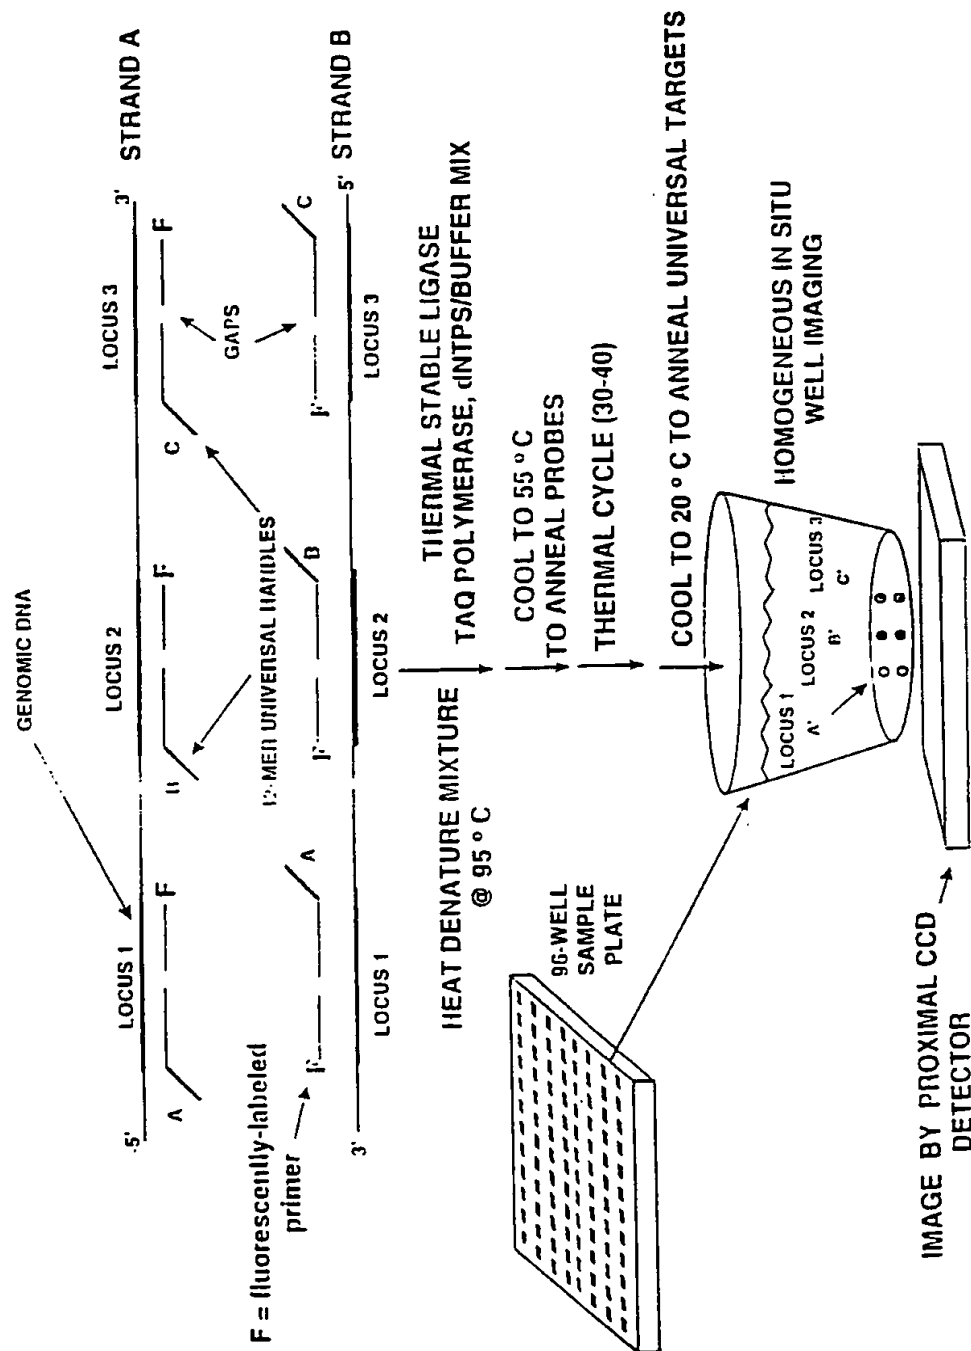 GENOMIC DNA
LOCUS 1
LOCUS 2
LOCUS 3
5'
3'
STRAND A
A
F
B
F
C
F
GAPS
12-MER UNIVERSAL HANDLES
F = fluorescently-labeled
primer
F
A
F
B
F
C
3'
5'
STRAND B
LOCUS 1
LOCUS 2
LOCUS 3
HEAT DENATURE MIXTURE
@ 95 °C
THERMAL STABLE LIGASE
TAQ POLYMERASE, dNTPS/BUFFER MIX
COOL TO 55 °C
TO ANNEAL PROBES
THERMAL CYCLE (30-40)
COOL TO 20 °C TO ANNEAL UNIVERSAL TARGETS
96-WELL
SAMPLE
PLATE
HOMOGENEOUS IN SITU
WELL IMAGING
LOCUS 1
LOCUS 2
LOCUS 3
A'
B'
C'
IMAGE BY PROXIMAL CCD
DETECTOR